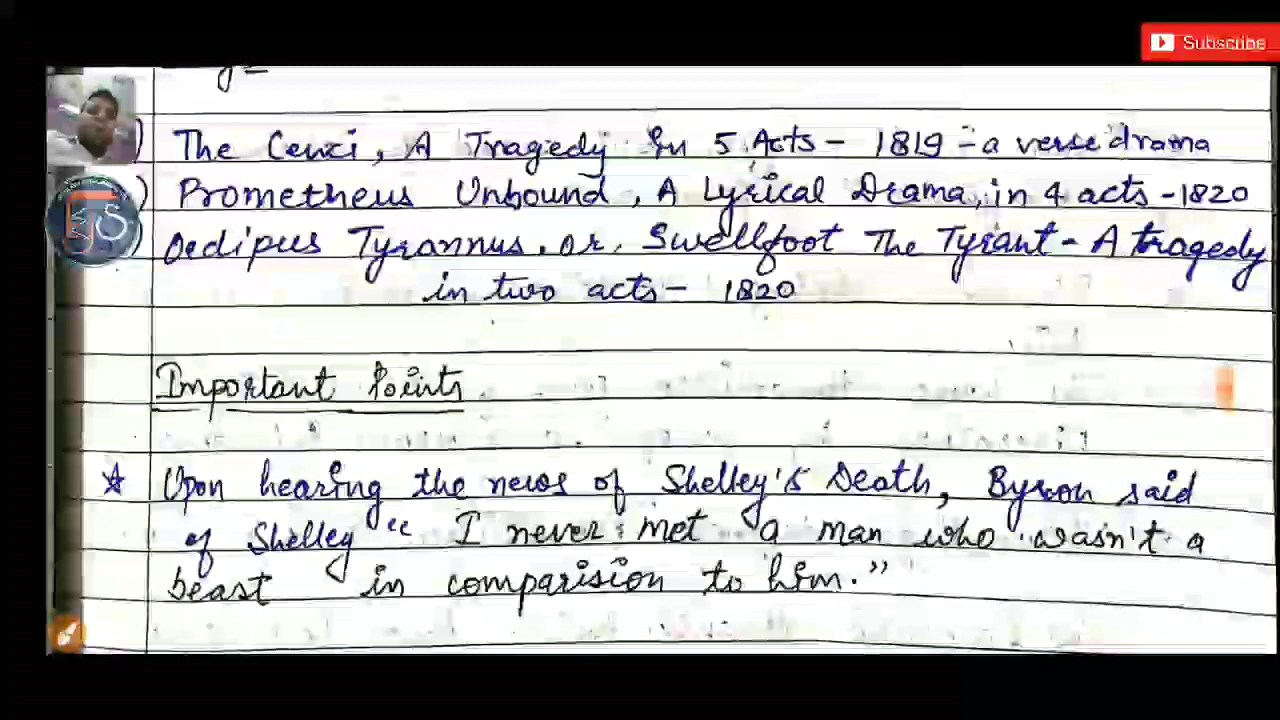 Subscribe
) The Cenci, A Tragedy In 5 Acts - 1819 - a verse drama
) Prometheus Unbound, A Lyrical Drama, in 4 acts - 1820
Oedipus Tyrannus, or, Swellfoot The Tyrant - A tragedy
in two acts - 1820
Important Points
☆ Upon hearing the news of Shelley's Death, Byron said
of Shelley “ I never met a man who wasn't a
beast in comparision to him.”